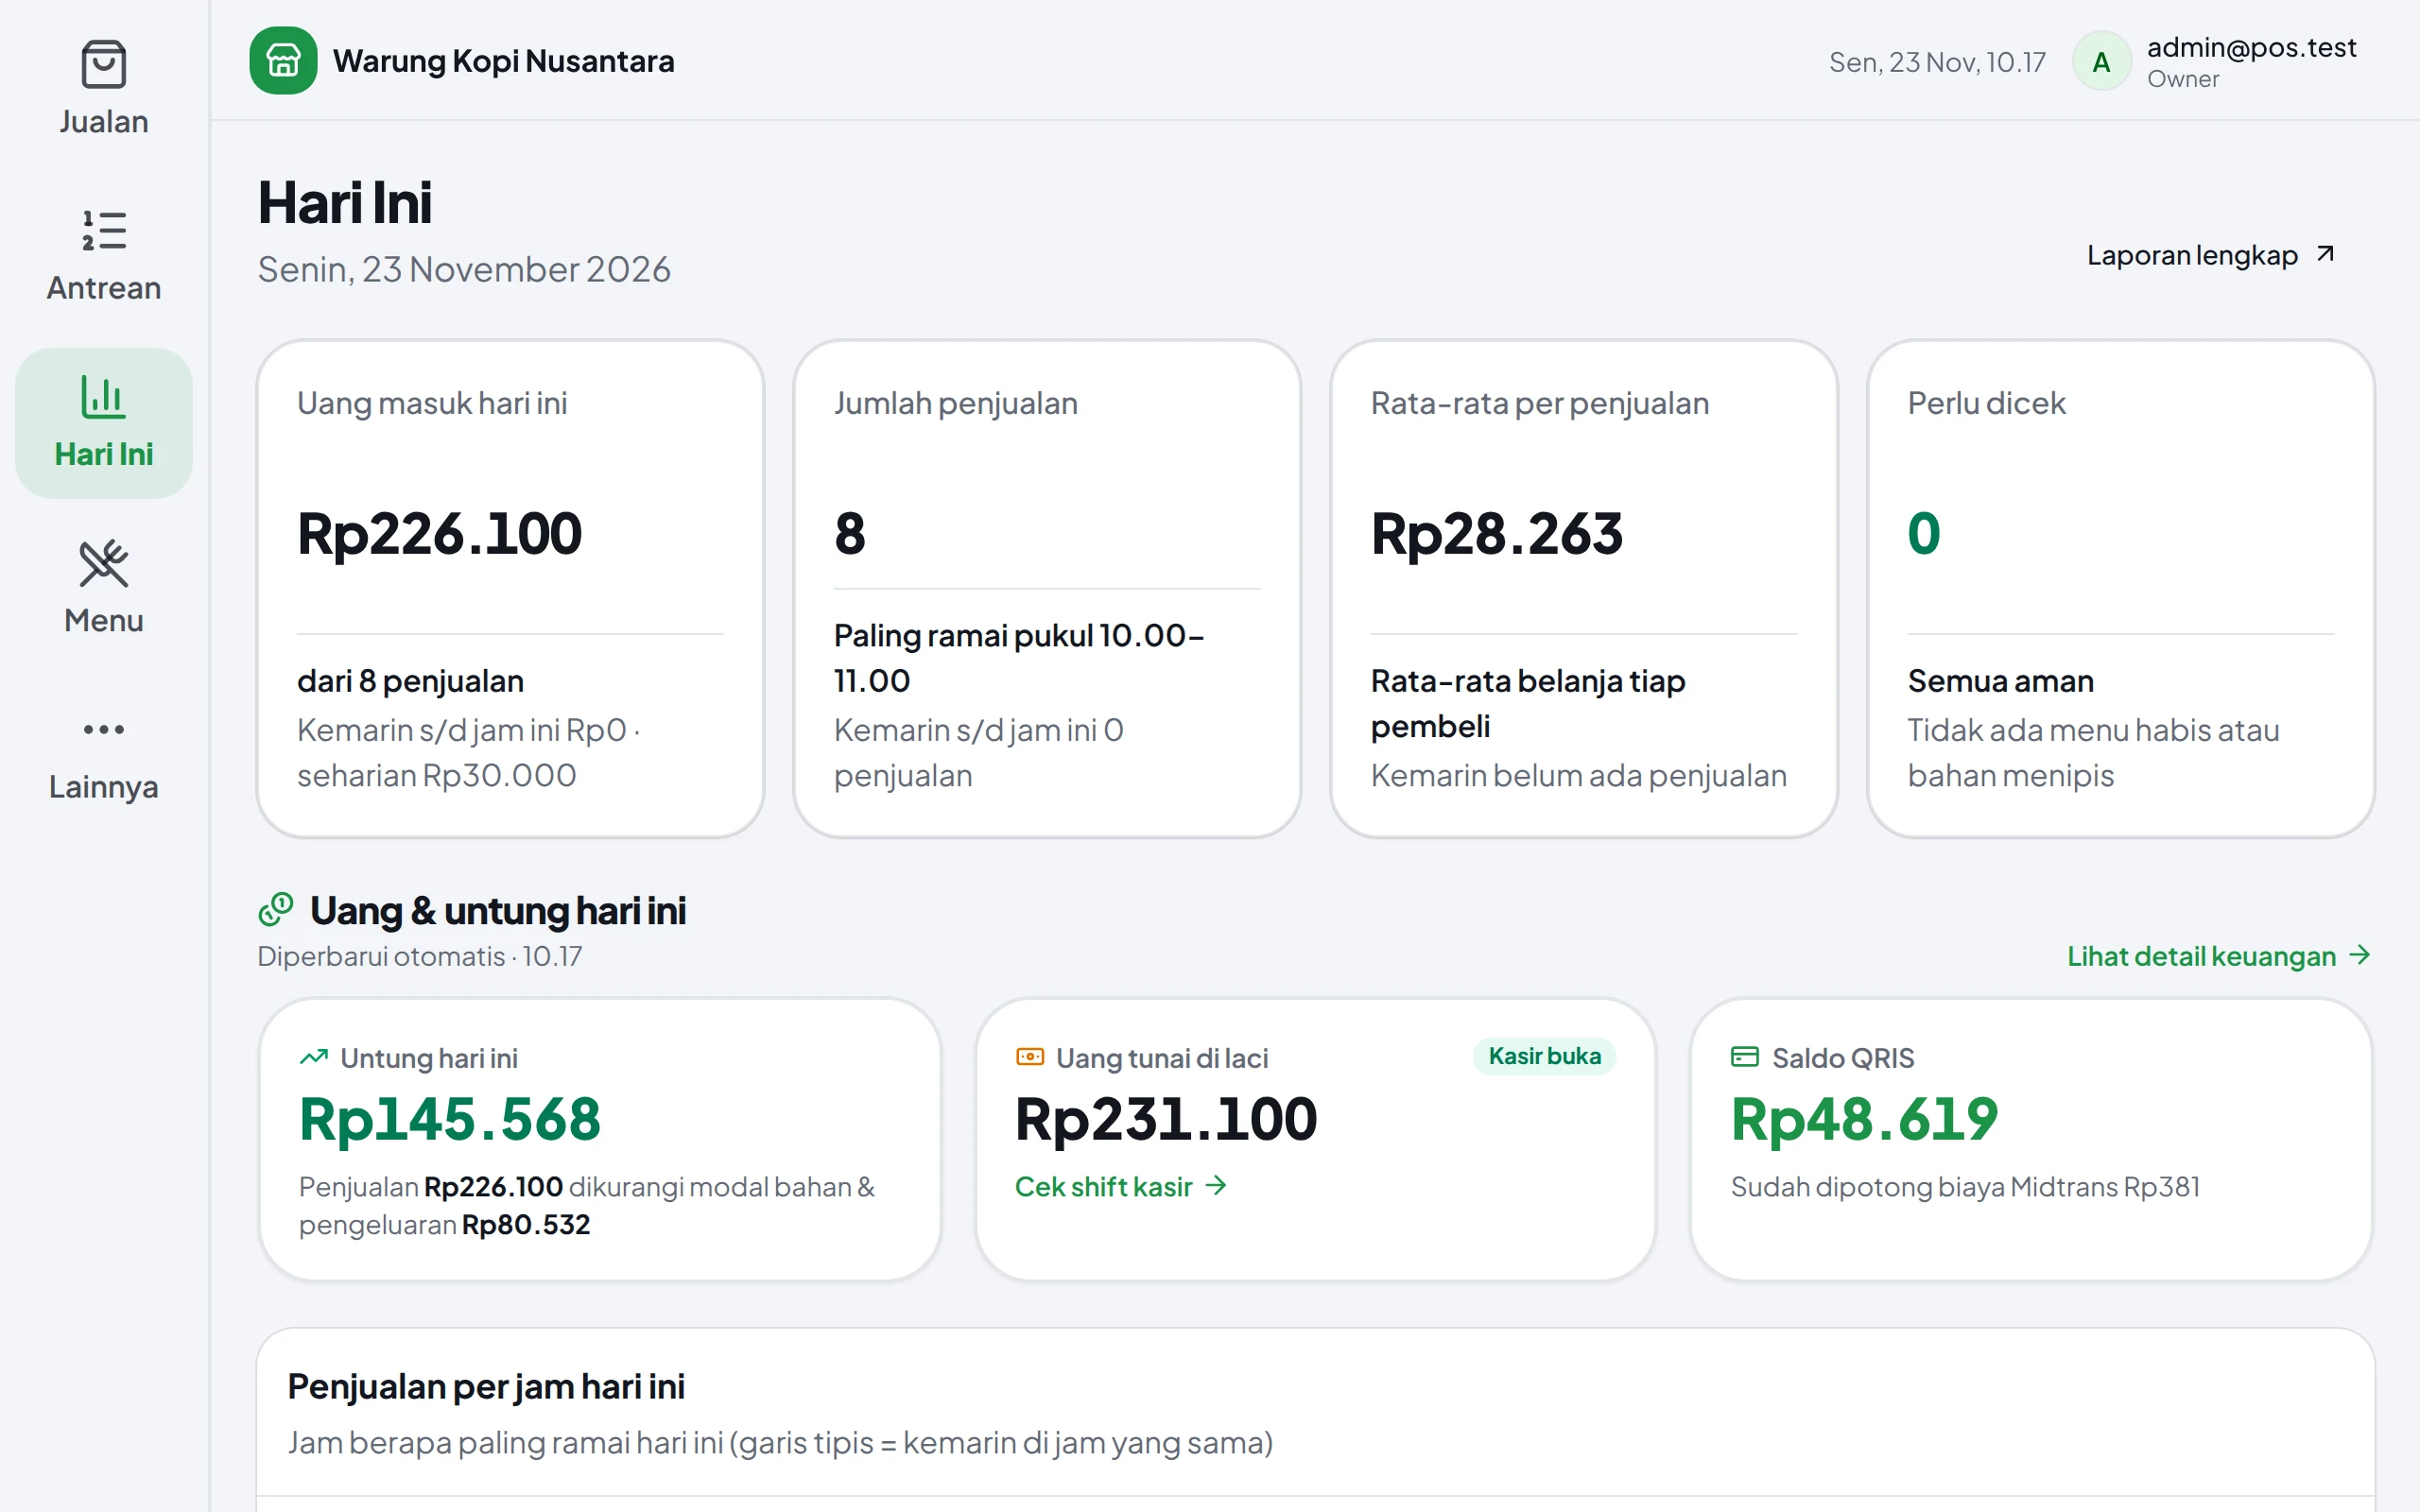 Jualan
Antrean
Hari Ini
Menu
Lainnya
Warung Kopi Nusantara
Sen, 23 Nov, 10.17
A
admin@pos.test
Owner
Hari Ini
Senin, 23 November 2026
Laporan lengkap
Uang masuk hari ini
Rp226.100
dari 8 penjualan
Kemarin s/d jam ini Rp0 ·
seharian Rp30.000
Jumlah penjualan
8
Paling ramai pukul 10.00–
11.00
Kemarin s/d jam ini 0
penjualan
Rata-rata per penjualan
Rp28.263
Rata-rata belanja tiap
pembeli
Kemarin belum ada penjualan
Perlu dicek
0
Semua aman
Tidak ada menu habis atau
bahan menipis
Uang & untung hari ini
Diperbarui otomatis · 10.17
Lihat detail keuangan
Untung hari ini
Rp145.568
Penjualan Rp226.100 dikurangi modal bahan &
pengeluaran Rp80.532
Uang tunai di laci
Kasir buka
Rp231.100
Cek shift kasir
Saldo QRIS
Rp48.619
Sudah dipotong biaya Midtrans Rp381
Penjualan per jam hari ini
Jam berapa paling ramai hari ini (garis tipis = kemarin di jam yang sama)